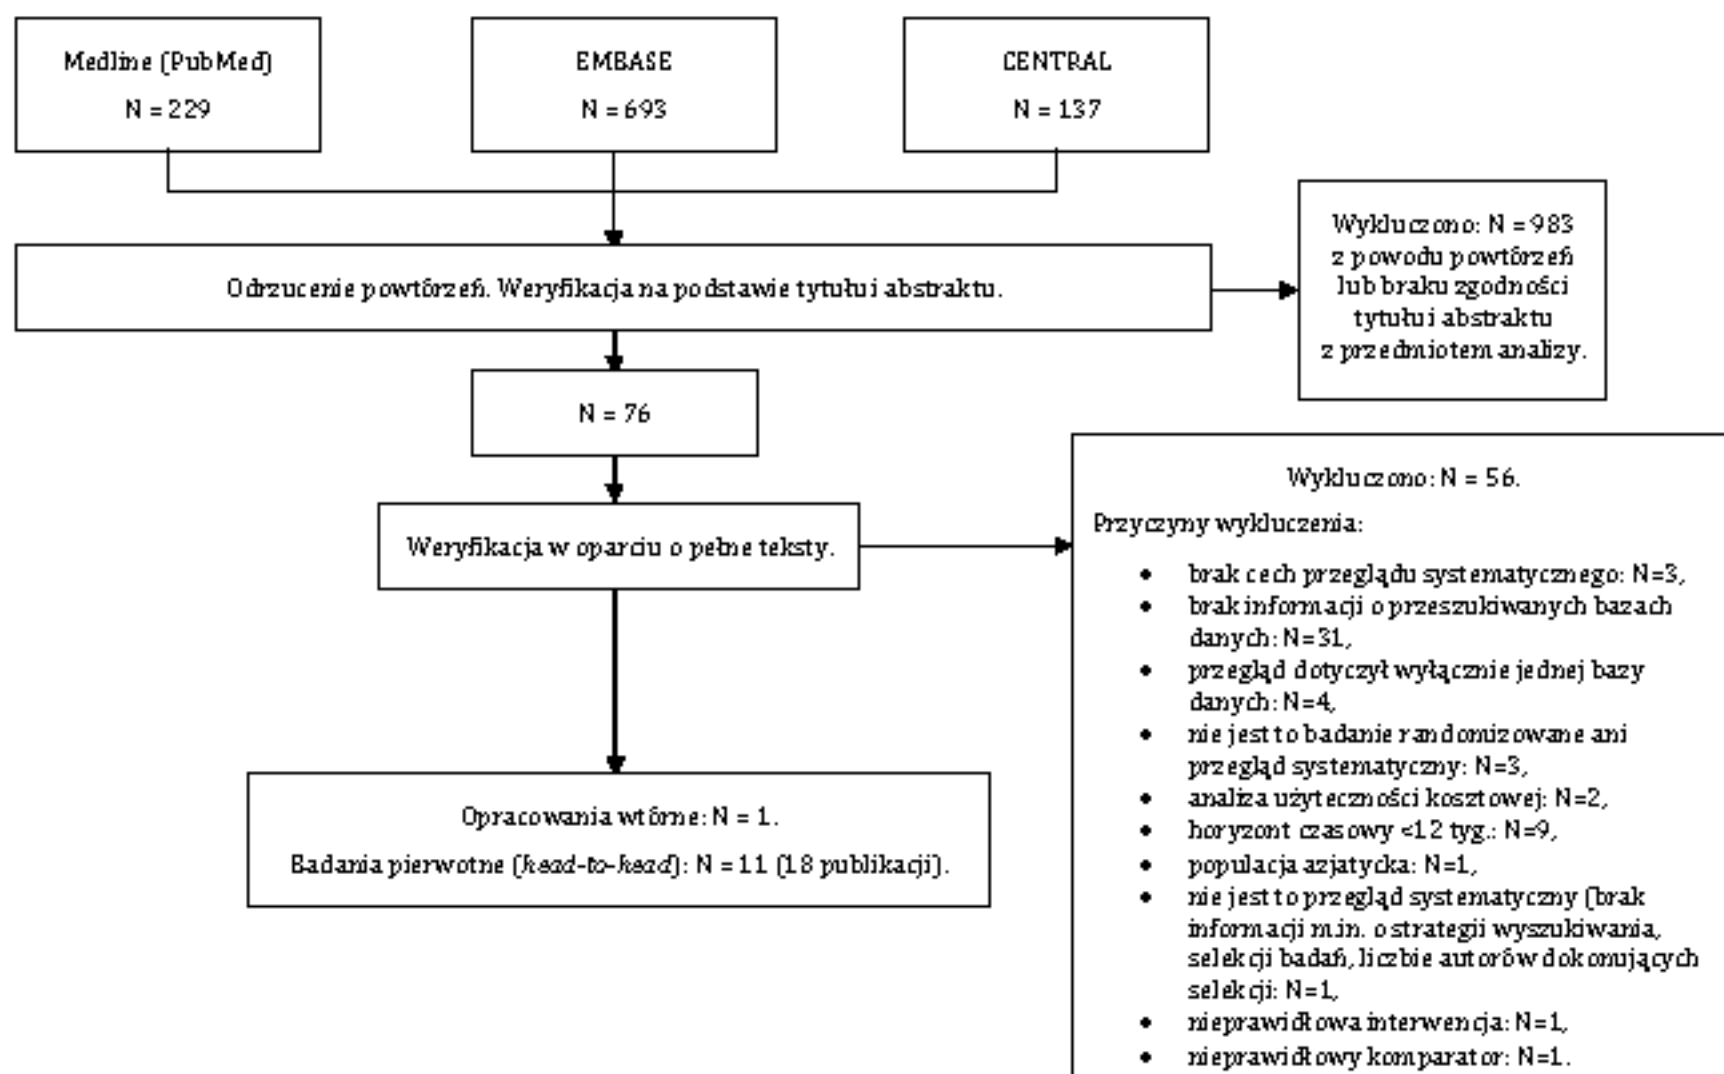 Medline (PubMed)
N = 229
EMBASE
N = 693
CENTRAL
N = 137
Wykluczono: N = 983
z powodu powtórzeń
lub braku zgodności
tytułu i abstraktu
z przedmiotem analizy.
Odrzucenie powtórzeń. Weryfikacja na podstawie tytułu i abstraktu.
N = 76
Weryfikacja w oparciu o pełne teksty.
Wykluczono: N = 56.
Przyczyny wykluczenia:
• brak cech przeglądu systematycznego: N=3,
• brak informacji o przeszukiwanych bazach
danych: N=31,
• przegląd dotyczył wyłącznie jednej bazy
danych: N=4,
• nie jest to badanie randomizowane ani
przegląd systematyczny: N=3,
• analiza użyteczności kosztowej: N=2,
• horyzont czasowy <12 tyg.: N=9,
• populacja azjatycka: N=1,
• nie jest to przegląd systematyczny (brak
informacji m.in. o strategii wyszukiwania,
selekcji badań, liczbie autorów dokonujących
selekcji: N=1,
• nieprawidłowa interwencja: N=1,
• nieprawidłowy komparator: N=1.
Opracowania wtórne: N = 1.
Badania pierwotne (head-to-head): N = 11 (18 publikacji).